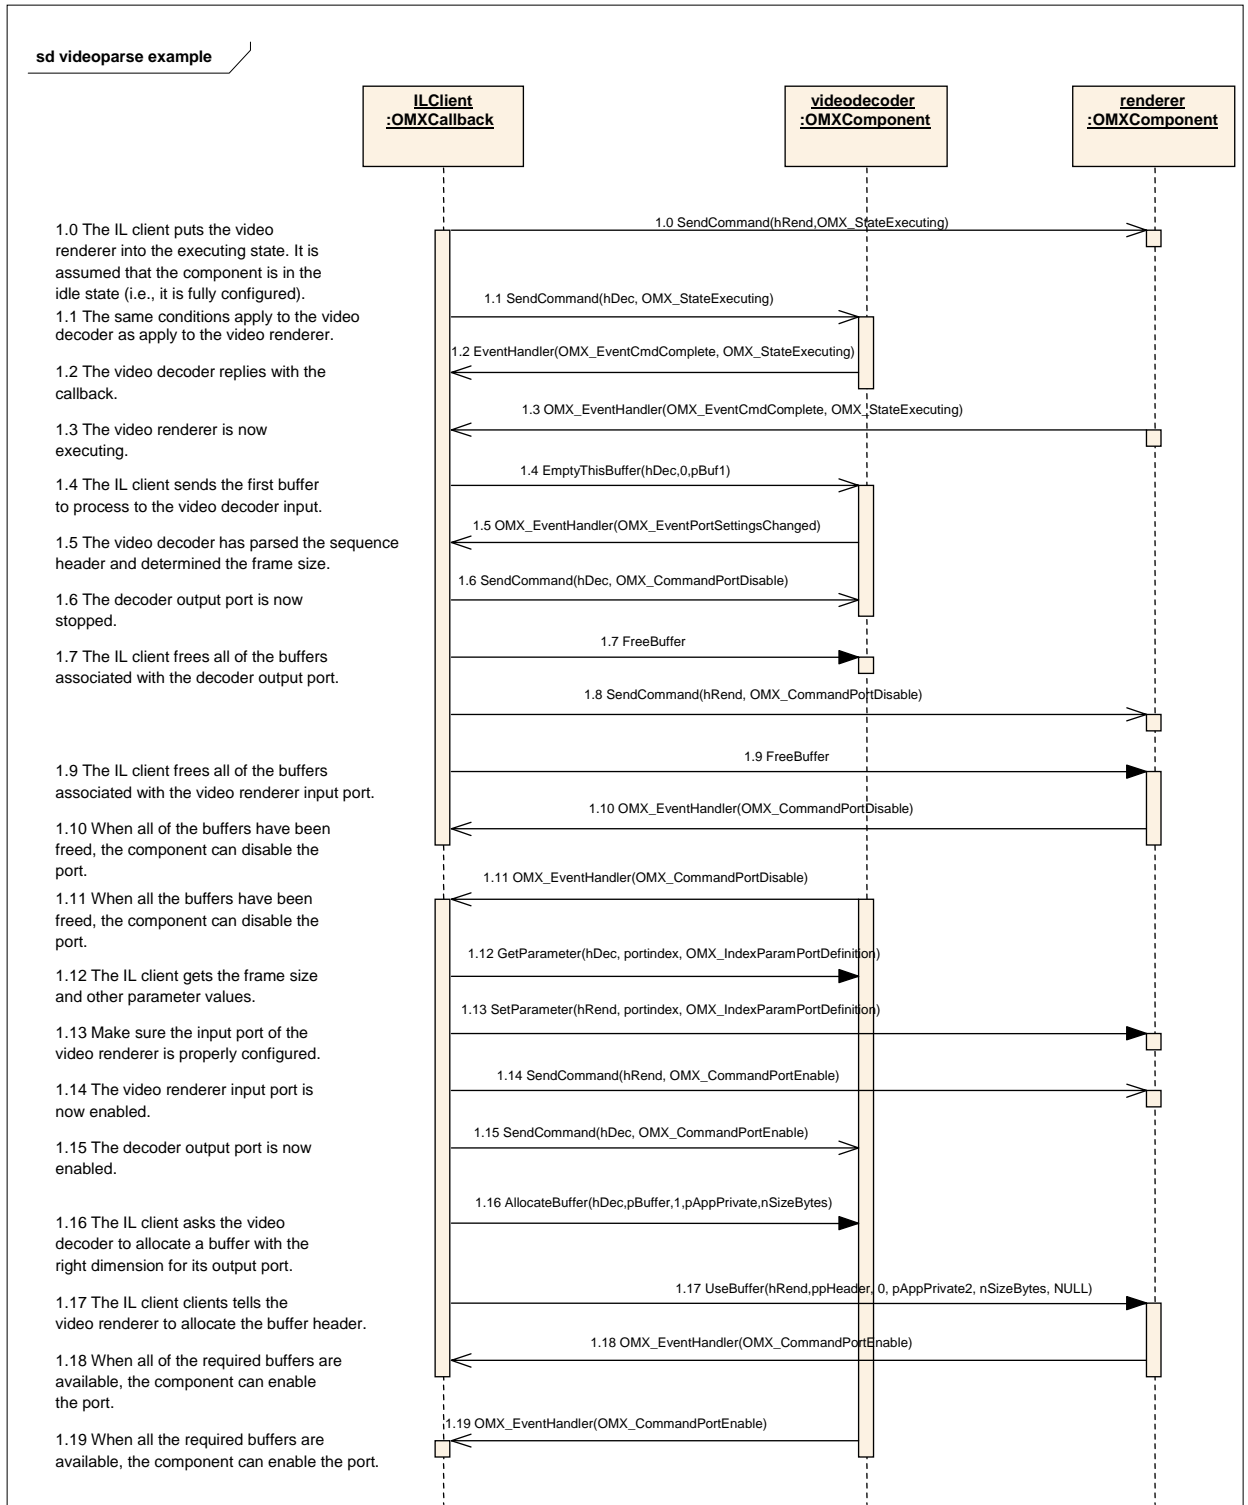 sd videoparse example
ILClient
:OMXCallback
videodecoder
:OMXComponent
renderer
:OMXComponent
1.0 The IL client puts the video
renderer into the executing state. It is
assumed that the component is in the
idle state (i.e., it is fully configured).
1.0 SendCommand(hRend,OMX_StateExecuting)
1.1 The same conditions apply to the video
decoder as apply to the video renderer.
1.1 SendCommand(hDec, OMX_StateExecuting)
1.2 The video decoder replies with the
callback.
1.2 EventHandler(OMX_EventCmdComplete, OMX_StateExecuting)
1.3 The video renderer is now
executing.
1.3 OMX_EventHandler(OMX_EventCmdComplete, OMX_StateExecuting)
1.4 The IL client sends the first buffer
to process to the video decoder input.
1.4 EmptyThisBuffer(hDec,0,pBuf1)
1.5 The video decoder has parsed the sequence
header and determined the frame size.
1.5 OMX_EventHandler(OMX_EventPortSettingsChanged)
1.6 The decoder output port is now
stopped.
1.6 SendCommand(hDec, OMX_CommandPortDisable)
1.7 The IL client frees all of the buffers
associated with the decoder output port.
1.7 FreeBuffer
1.8 SendCommand(hRend, OMX_CommandPortDisable)
1.9 The IL client frees all of the buffers
associated with the video renderer input port.
1.9 FreeBuffer
1.10 When all of the buffers have been
freed, the component can disable the
port.
1.10 OMX_EventHandler(OMX_CommandPortDisable)
1.11 When all the buffers have been
freed, the component can disable the
port.
1.11 OMX_EventHandler(OMX_CommandPortDisable)
1.12 The IL client gets the frame size
and other parameter values.
1.12 GetParameter(hDec, portindex, OMX_IndexParamPortDefinition)
1.13 Make sure the input port of the
video renderer is properly configured.
1.13 SetParameter(hRend, portindex, OMX_IndexParamPortDefinition)
1.14 The video renderer input port is
now enabled.
1.14 SendCommand(hRend, OMX_CommandPortEnable)
1.15 The decoder output port is now
enabled.
1.15 SendCommand(hDec, OMX_CommandPortEnable)
1.16 The IL client asks the video
decoder to allocate a buffer with the
right dimension for its output port.
1.16 AllocateBuffer(hDec,pBuffer,1,pAppPrivate,nSizeBytes)
1.17 The IL client clients tells the
video renderer to allocate the buffer header.
1.17 UseBuffer(hRend,ppHeader, 0, pAppPrivate2, nSizeBytes, NULL)
1.18 When all of the required buffers are
available, the component can enable
the port.
1.18 OMX_EventHandler(OMX_CommandPortEnable)
1.19 When all the required buffers are
available, the component can enable the port.
1.19 OMX_EventHandler(OMX_CommandPortEnable)